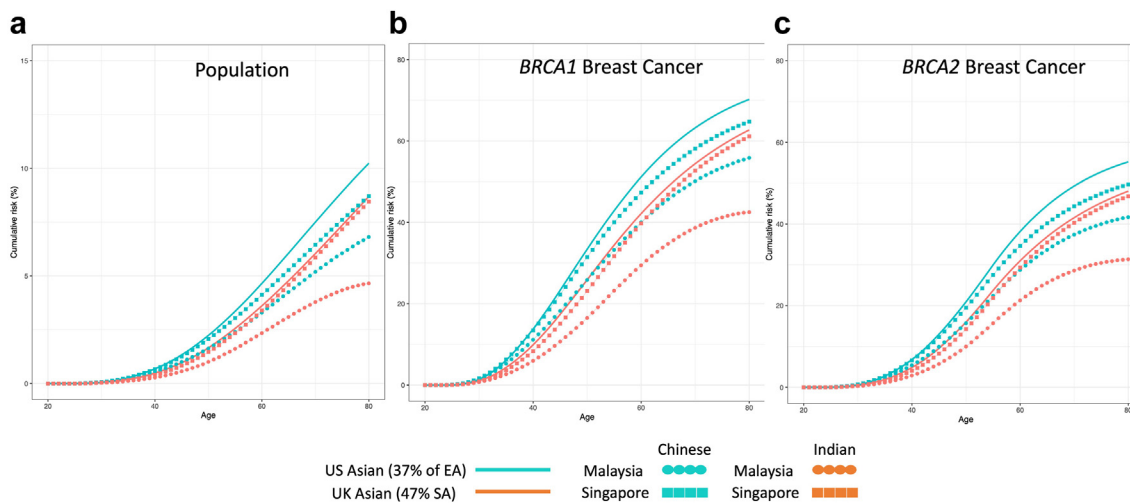 a
Population
15
10
5
0
Cumulative risk (%)
20
40
60
80
Age
b
BRCA1 Breast Cancer
80
60
40
20
0
Cumulative risk (%)
20
40
60
80
Age
c
BRCA2 Breast Cancer
80
60
40
20
0
Cumulative risk (%)
20
40
60
80
Age
Chinese
Indian
US Asian (37% of EA)
Malaysia
Malaysia
UK Asian (47% SA)
Singapore
Singapore